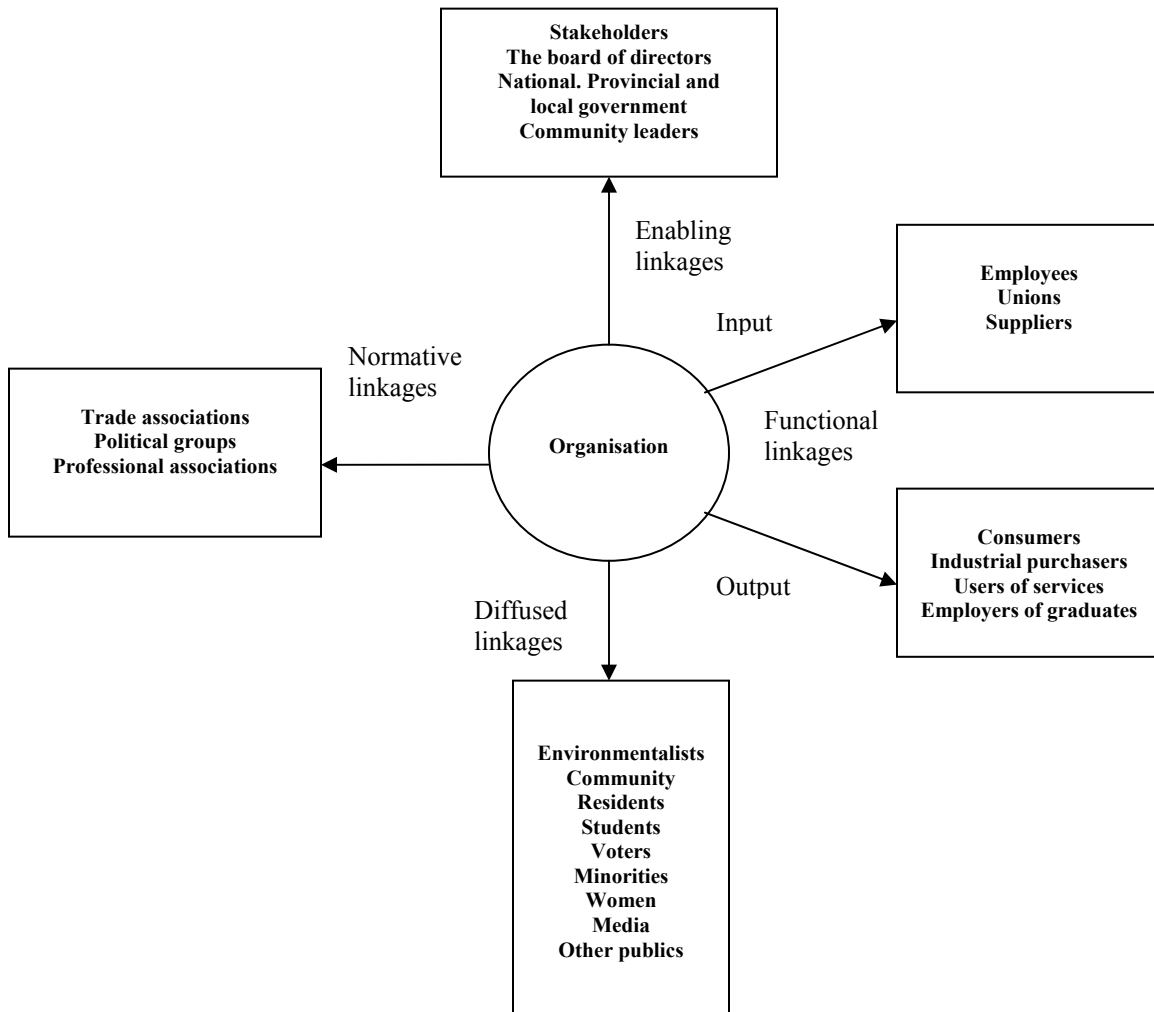 Stakeholders
The board of directors
National. Provincial and
local government
Community leaders
Enabling
linkages
Employees
Unions
Suppliers
Input
Normative
linkages
Trade associations
Political groups
Professional associations
Organisation
Functional
linkages
Consumers
Industrial purchasers
Users of services
Employers of graduates
Output
Diffused
linkages
Environmentalists
Community
Residents
Students
Voters
Minorities
Women
Media
Other publics